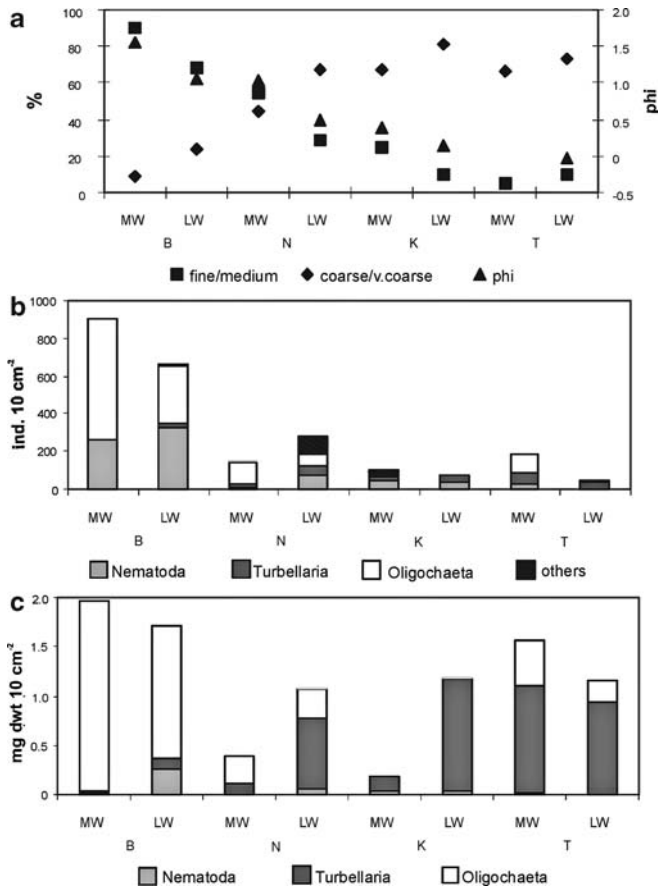 a
100 2.0
80 1.5
60 1.0
40 0.5
20 0
0 -0.5
% phi
MW LW MW LW MW LW MW LW
B N K T
fine/medium coarse/v.coarse phi
b
1000
800
600
400
200
0
ind. 10 cm-2
MW LW MW LW MW LW MW LW
B N K T
Nematoda Turbellaria Oligochaeta others
c
2.0
1.5
1.0
0.5
0
mg dwt 10 cm-2
MW LW MW LW MW LW MW LW
B N K T
Nematoda Turbellaria Oligochaeta